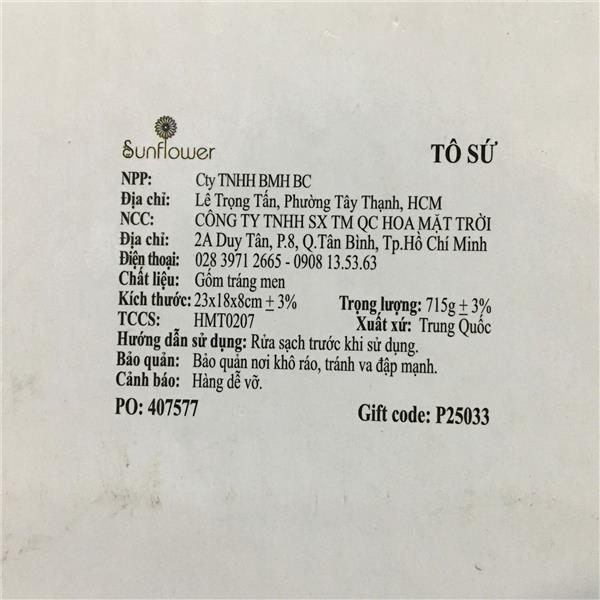 Sunflower
TÔ SỨ
NPP: Cty TNHH BMH BC
Địa chỉ: Lê Trọng Tấn, Phường Tây Thạnh, HCM
NCC: CÔNG TY TNHH SX TM QC HOA MẶT TRỜI
Địa chỉ: 2A Duy Tân, P.8, Q.Tân Bình, Tp.Hồ Chí Minh
Điện thoại: 028 3971 2665 - 0908 13.53.63
Chất liệu: Gốm tráng men
Kích thước: 23x18x8cm ± 3% Trọng lượng: 715g ± 3%
TCCS: HMT0207 Xuất xứ: Trung Quốc
Hướng dẫn sử dụng: Rửa sạch trước khi sử dụng.
Bảo quản: Bảo quản nơi khô ráo, tránh va đập mạnh.
Cảnh báo: Hàng dễ vỡ.
PO: 407577 Gift code: P25033